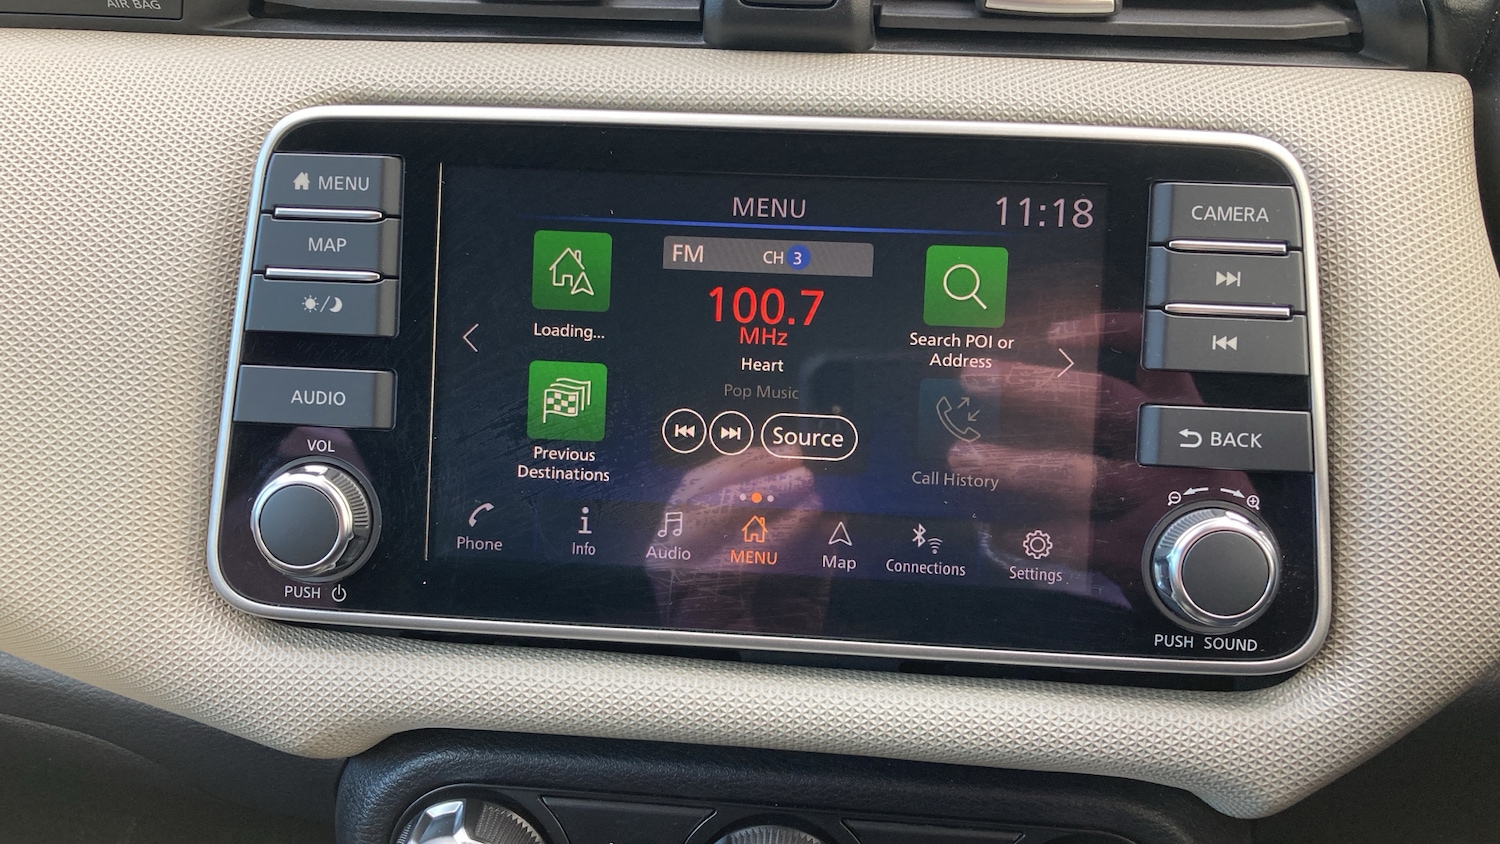 AIR BAG
MENU
MAP
AUDIO
VOL
PUSH
MENU
11:18
Loading...
Previous
Destinations
FM CH 3
100.7
MHz
Heart
Pop Music
Source
Search POI or
Address
Call History
Phone
Info
Audio
MENU
Map
Connections
Settings
CAMERA
BACK
PUSH SOUND